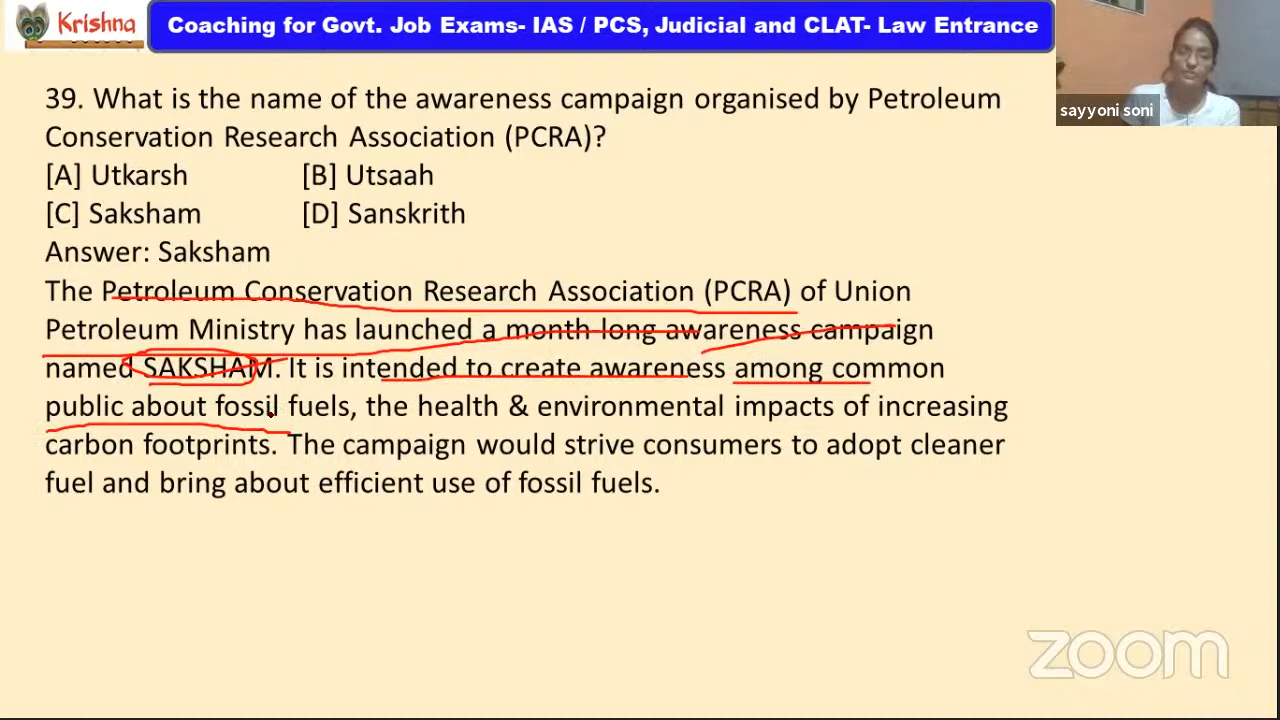 Krishna
Coaching for Govt. Job Exams- IAS / PCS, Judicial and CLAT- Law Entrance
sayyoni soni
39. What is the name of the awareness campaign organised by Petroleum
Conservation Research Association (PCRA)?
[A] Utkarsh [B] Utsaah
[C] Saksham [D] Sanskrith
Answer: Saksham
The Petroleum Conservation Research Association (PCRA) of Union
Petroleum Ministry has launched a month-long awareness campaign
named SAKSHAM. It is intended to create awareness among common
public about fossil fuels, the health & environmental impacts of increasing
carbon footprints. The campaign would strive consumers to adopt cleaner
fuel and bring about efficient use of fossil fuels.
zoom